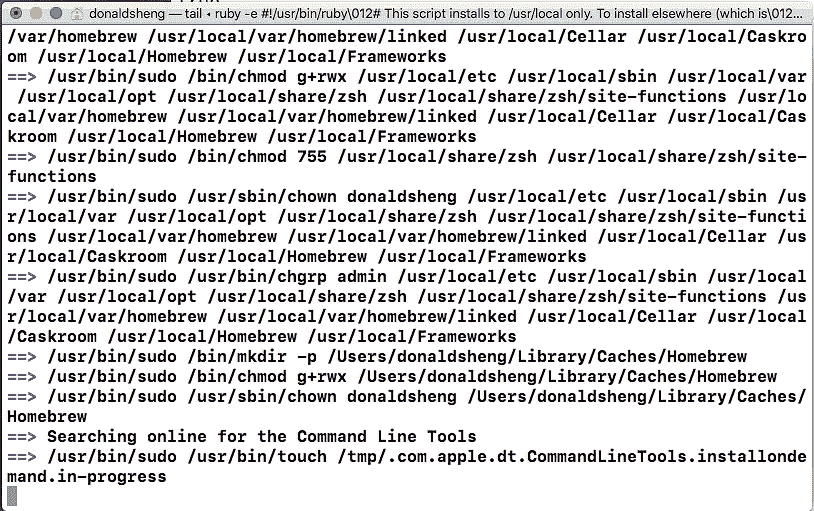 donaldsheng — tail • ruby -e #!/usr/bin/ruby\012# This script installs to /usr/local only. To install elsewhere (which is\012...
/var/homebrew /usr/local/var/homebrew/linked /usr/local/Cellar /usr/local/Caskro
om /usr/local/Homebrew /usr/local/Frameworks
==> /usr/bin/sudo /bin/chmod g+rwx /usr/local/etc /usr/local/sbin /usr/local/var
 /usr/local/opt /usr/local/share/zsh /usr/local/share/zsh/site-functions /usr/lo
cal/var/homebrew /usr/local/var/homebrew/linked /usr/local/Cellar /usr/local/Cas
kroom /usr/local/Homebrew /usr/local/Frameworks
==> /usr/bin/sudo /bin/chmod 755 /usr/local/share/zsh /usr/local/share/zsh/site-
functions
==> /usr/bin/sudo /usr/sbin/chown donaldsheng /usr/local/etc /usr/local/sbin /us
r/local/var /usr/local/opt /usr/local/share/zsh /usr/local/share/zsh/site-functi
ons /usr/local/var/homebrew /usr/local/var/homebrew/linked /usr/local/Cellar /us
r/local/Caskroom /usr/local/Homebrew /usr/local/Frameworks
==> /usr/bin/sudo /usr/bin/chgrp admin /usr/local/etc /usr/local/sbin /usr/local
/var /usr/local/opt /usr/local/share/zsh /usr/local/share/zsh/site-functions /us
r/local/var/homebrew /usr/local/var/homebrew/linked /usr/local/Cellar /usr/local
/Caskroom /usr/local/Homebrew /usr/local/Frameworks
==> /usr/bin/sudo /bin/mkdir -p /Users/donaldsheng/Library/Caches/Homebrew
==> /usr/bin/sudo /bin/chmod g+rwx /Users/donaldsheng/Library/Caches/Homebrew
==> /usr/bin/sudo /usr/sbin/chown donaldsheng /Users/donaldsheng/Library/Caches/
Homebrew
==> Searching online for the Command Line Tools
==> /usr/bin/sudo /usr/bin/touch /tmp/.com.apple.dt.CommandLineTools.installonde
mand.in-progress